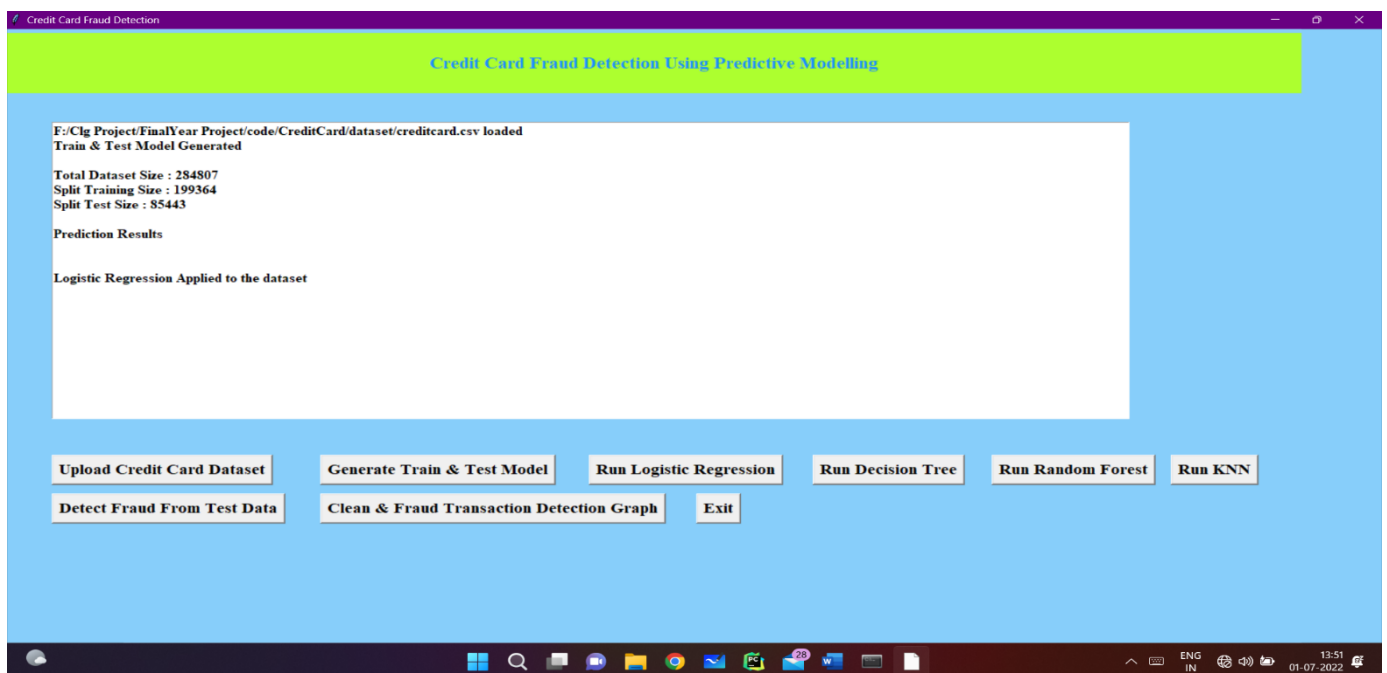 Credit Card Fraud Detection
Credit Card Fraud Detection Using Predictive Modelling
F:/Clg Project/FinalYear Project/code/CreditCard/dataset/creditcard.csv loaded
Train & Test Model Generated
Total Dataset Size : 284807
Split Training Size : 199364
Split Test Size : 85443
Prediction Results
Logistic Regression Applied to the dataset
Upload Credit Card Dataset Generate Train & Test Model Run Logistic Regression Run Decision Tree Run Random Forest Run KNN
Detect Fraud From Test Data Clean & Fraud Transaction Detection Graph Exit
PC 28 W
ENG 13:51
IN 01-07-2022